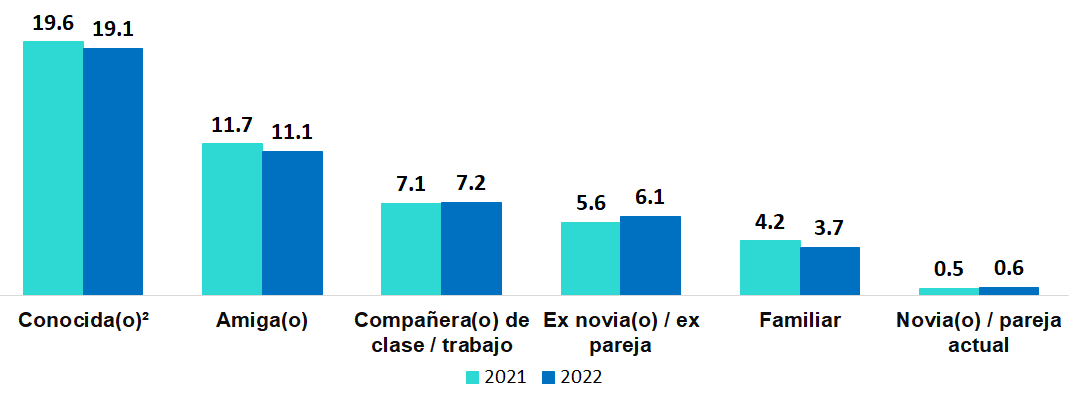 19.6 19.1
11.7 11.1
7.1 7.2
5.6 6.1
4.2 3.7
0.5 0.6
Conocida(o)²
Amiga(o)
Compañera(o) de
clase / trabajo
Ex novia(o) / ex
pareja
Familiar
Novia(o) / pareja
actual
2021 2022